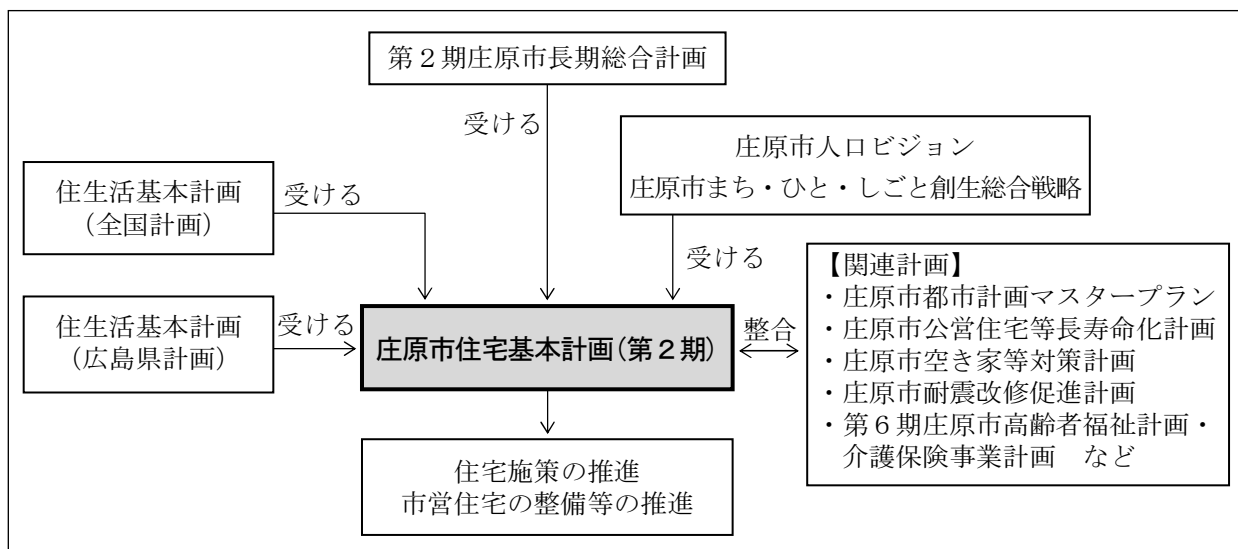 第２期庄原市長期総合計画
受ける
庄原市人口ビジョン
庄原市まち・ひと・しごと創生総合戦略
受ける
住生活基本計画
（全国計画）
受ける
住生活基本計画
（広島県計画）
受ける
庄原市住宅基本計画（第２期）
整合
【関連計画】
・庄原市都市計画マスタープラン
・庄原市公営住宅等長寿命化計画
・庄原市空き家等対策計画
・庄原市耐震改修促進計画
・第６期庄原市高齢者福祉計画・
介護保険事業計画　など
住宅施策の推進
市営住宅の整備等の推進